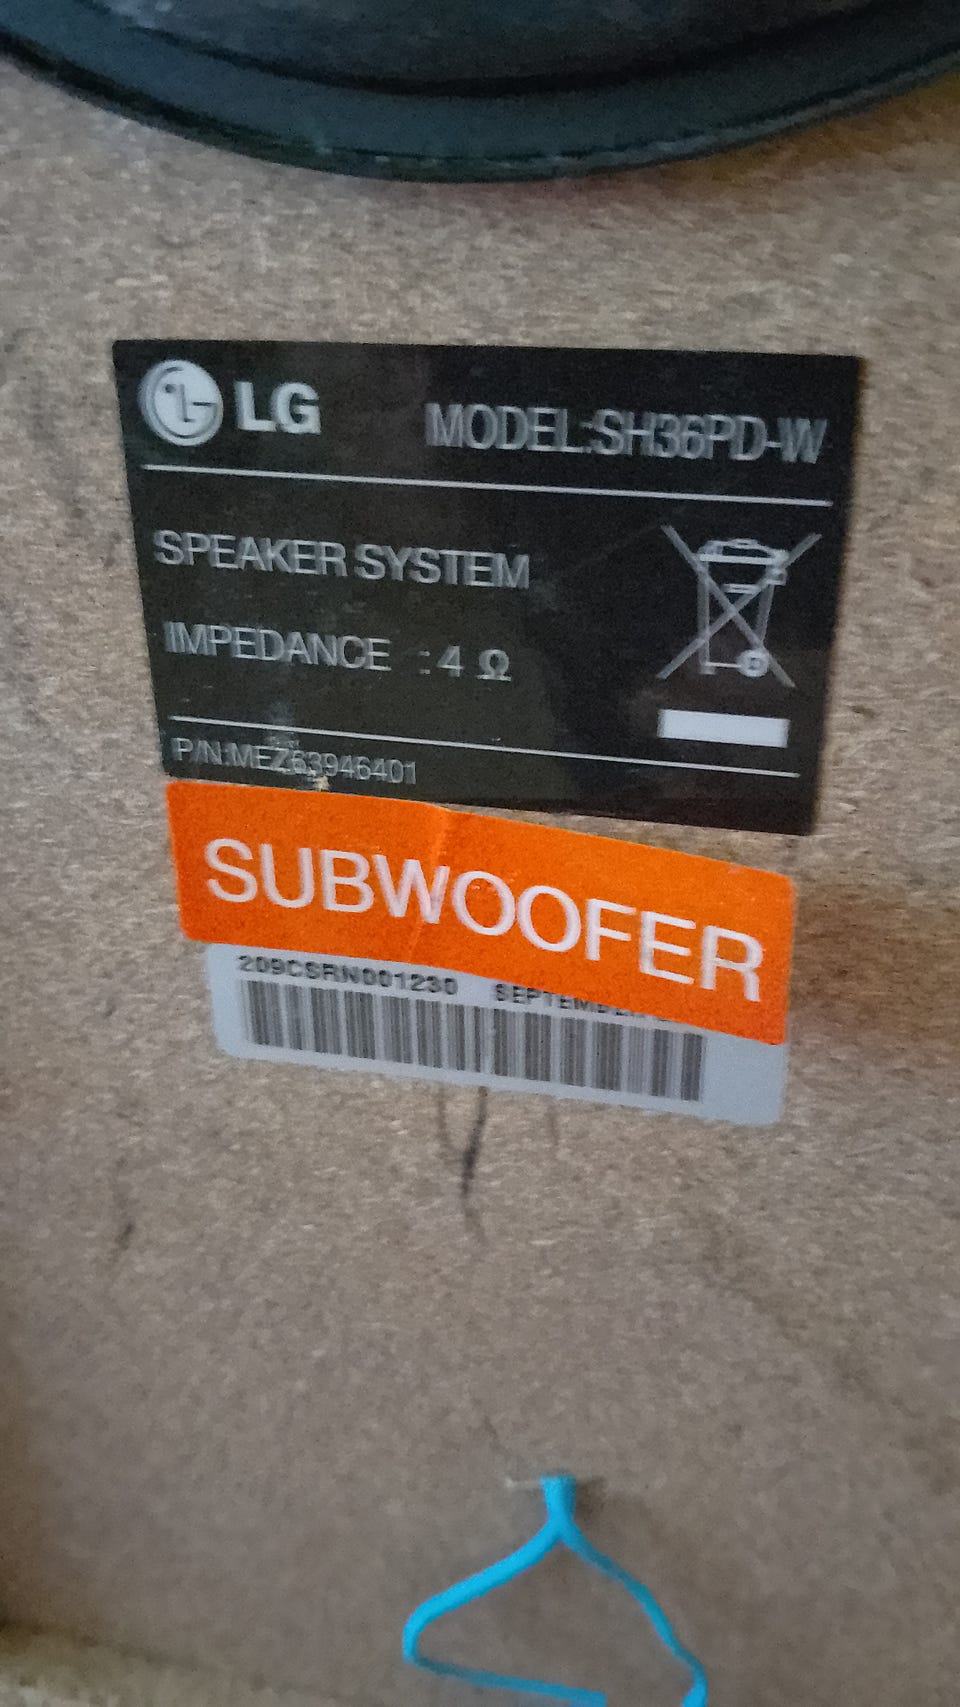 LG
MODEL:SH36PD-W
SPEAKER SYSTEM
IMPEDANCE : 4 Ω
P/N:MEZ63946401
SUBWOOFER
209CSRN001230